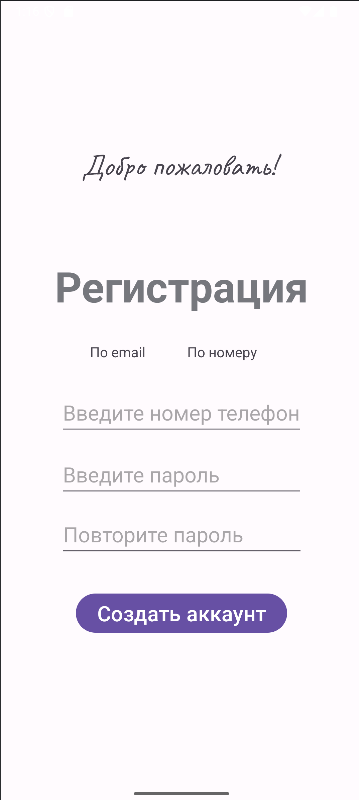 Добро пожаловать!
Регистрация
По email По номеру
Введите номер телефон
Введите пароль
Повторите пароль
Создать аккаунт